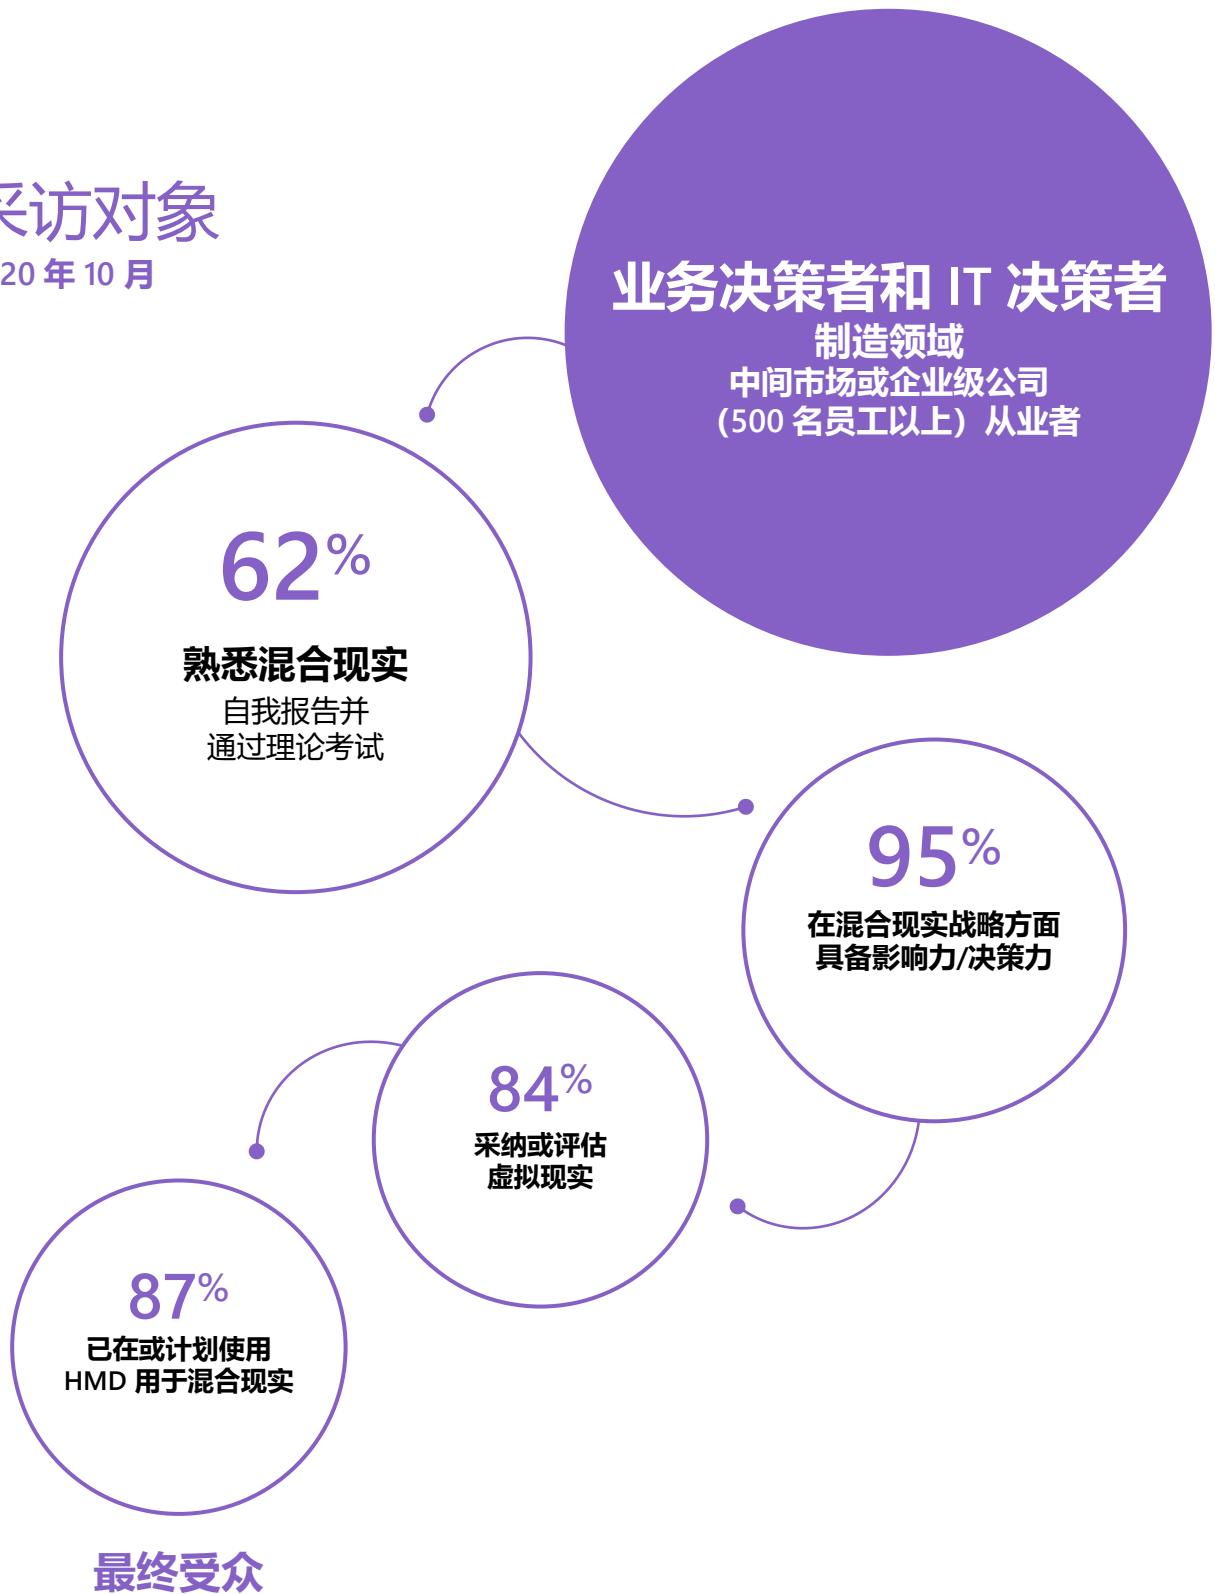 采访对象
20 年 10 月
业务决策者和 IT 决策者
制造领域
中间市场或企业级公司
（500 名员工以上）从业者
62%
熟悉混合现实
自我报告并
通过理论考试
95%
在混合现实战略方面
具备影响力/决策力
84%
采纳或评估
虚拟现实
87%
已在或计划使用
HMD 用于混合现实
最终受众